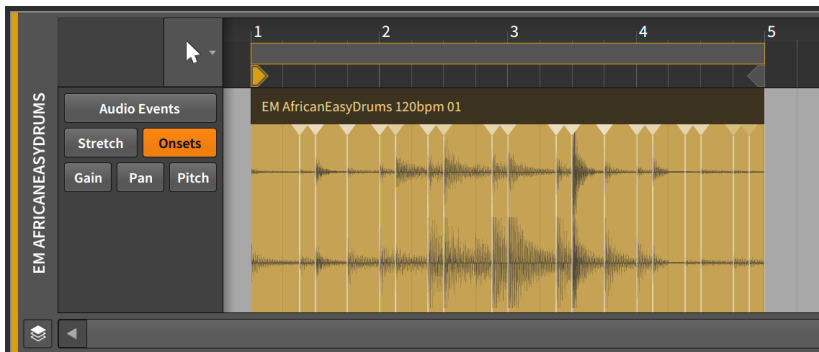 1 2 3 4 5
EM AFRICANEASYDRUMS
Audio Events
EM AfricanEasyDrums 120bpm 01
Stretch Onsets
Gain Pan Pitch